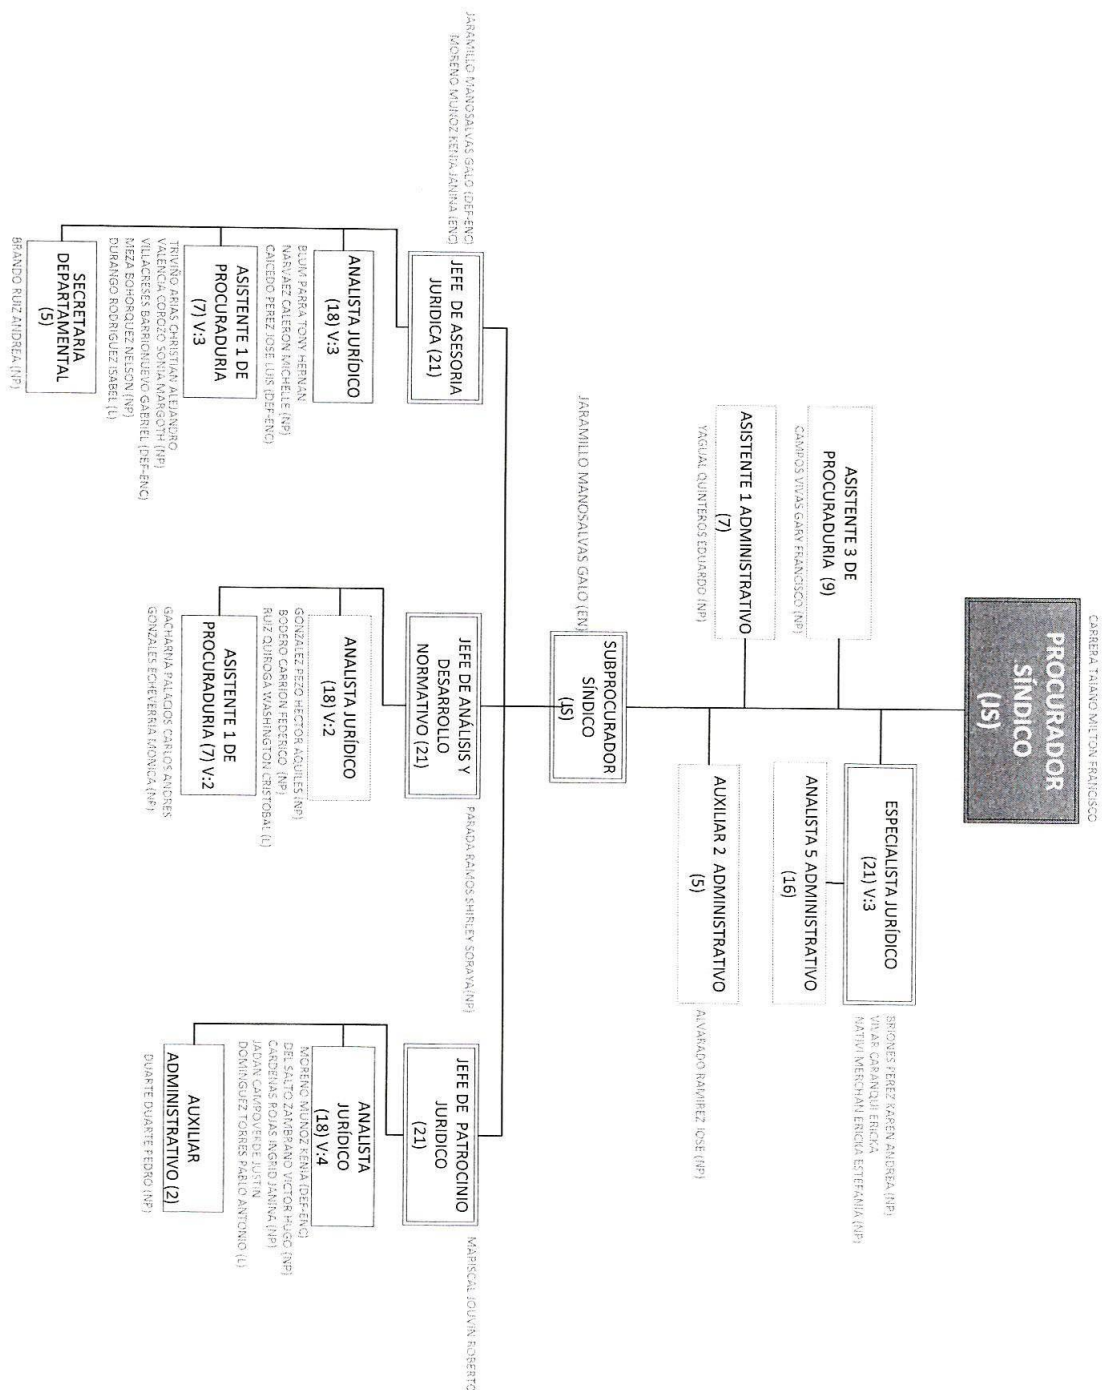 CARRERA TAIANO MILTON FRANCISCO
PROCURADOR
SÍNDICO
(JS)
ASISTENTE 3 DE
PROCURADURIA (9)
CAMPOS VIVAS GARY FRANCISCO (NP)
ESPECIALISTA JURÍDICO
(21) V:3
BRIONES PEREZ KAREN ANDREA (NP)
VIVAR CARANQUI ERICKA
NATIVI MERCHAN ERICKA ESTEFANIA (NP)
ANALISTA 5 ADMINISTRATIVO
(16)
ASISTENTE 1 ADMINISTRATIVO
(7)
YAGUAL QUINTEROS EDUARDO (NP)
AUXILIAR 2 ADMINISTRATIVO
(5)
ALVARADO RAMIREZ JOSE (NP)
SUBPROCURADOR
SÍNDICO
(JS)
JARAMILLO MANOSALVAS GALO (EN)
JARAMILLO MANOSALVAS GALO (DEF-ENC)
MORENO MUÑOZ KENIA JANINA (ENC)
JEFE DE ASESORIA
JURIDICA (21)
ANALISTA JURÍDICO
(18) V:3
BLUM PARRA TONY HERNAN
NARVAEZ CALERON MICHELLE (NP)
CAICEDO PEREZ JOSE LUIS (DEF-ENC)
ASISTENTE 1 DE
PROCURADURIA
(7) V:3
TRIVIÑO ARIAS CHRISTIAN ALEJANDRO
VALENCIA COROZO SONIA MARGOTH (NP)
VILLACRESES BARRIONUEVO GABRIEL (DEF-ENC)
MEZA BOHORQUEZ NELSON (NP)
DURANGO RODRIGUEZ ISABEL (L)
SECRETARIA
DEPARTAMENTAL
(5)
BRANDO RUIZ ANDREA (NP)
JEFE DE ANÁLISIS Y
DESARROLLO
NORMATIVO (21)
PARADA RAMOS SHIRLEY SORAYA (NP)
ANALISTA JURÍDICO
(18) V:2
GONZALEZ PEZO HECTOR AQUILES (NP)
BODERO CARRION FEDERICO (NP)
RUIZ QUIROGA WASHINGTON CRISTOBAL (L)
ASISTENTE 1 DE
PROCURADURIA (7) V:2
GACHARNA PALACIOS CARLOS ANDRES
GONZALES ECHEVERRIA MONICA (NP)
JEFE DE PATROCINIO
JURIDICO
(21)
MARISCAL JOUVIN ROBERTO
ANALISTA
JURÍDICO
(18) V:4
MORENO MUÑOZ KENIA (DEF-ENC)
DEL SALTO ZAMBRANO VICTOR HUGO (NP)
CARDENAS ROJAS INGRID JANINA (NP)
JADAN CAMPOVERDE JUSTIN
DOMINGUEZ TORRES PABLO ANTONIO (L)
AUXILIAR
ADMINISTRATIVO (2)
DUARTE DUARTE PEDRO (NP)